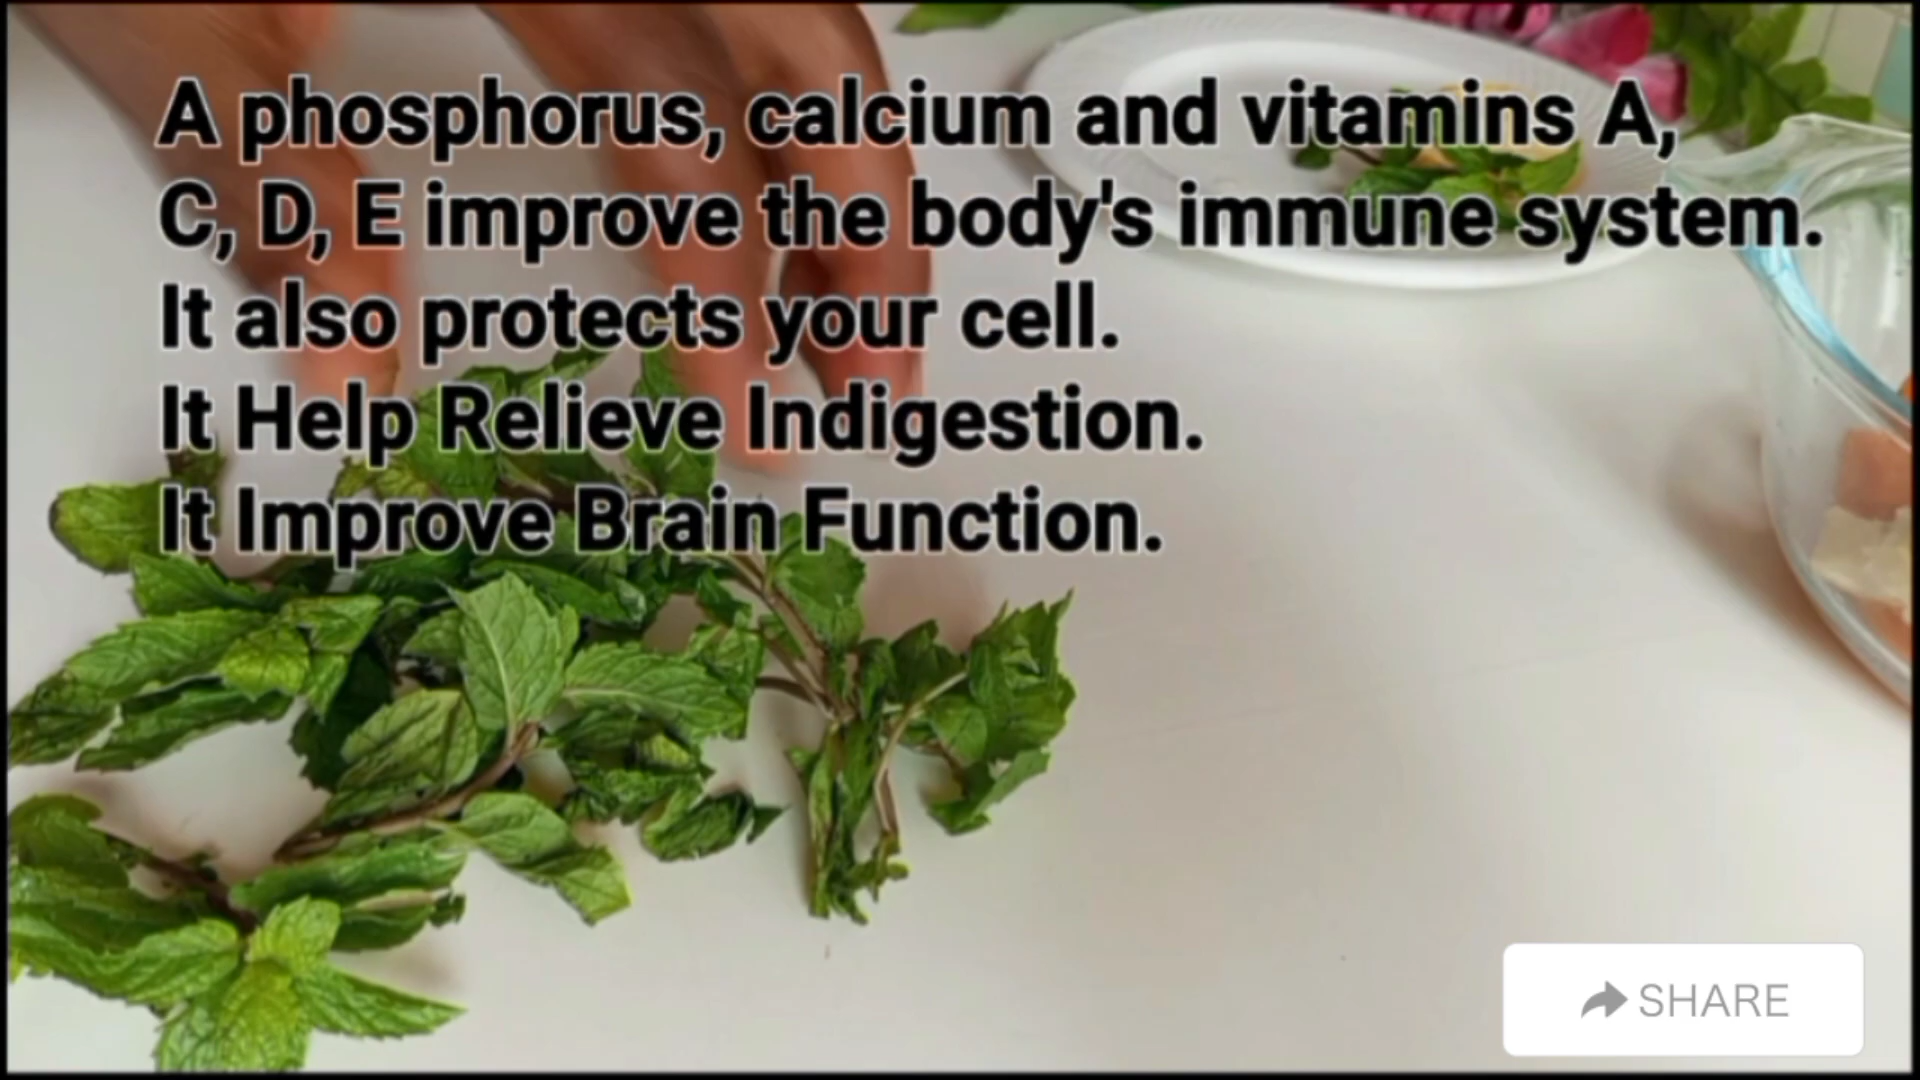 A phosphorus, calcium and vitamins A,
C, D, E improve the body's immune system.
It also protects your cell.
It Help Relieve Indigestion.
It Improve Brain Function.
SHARE